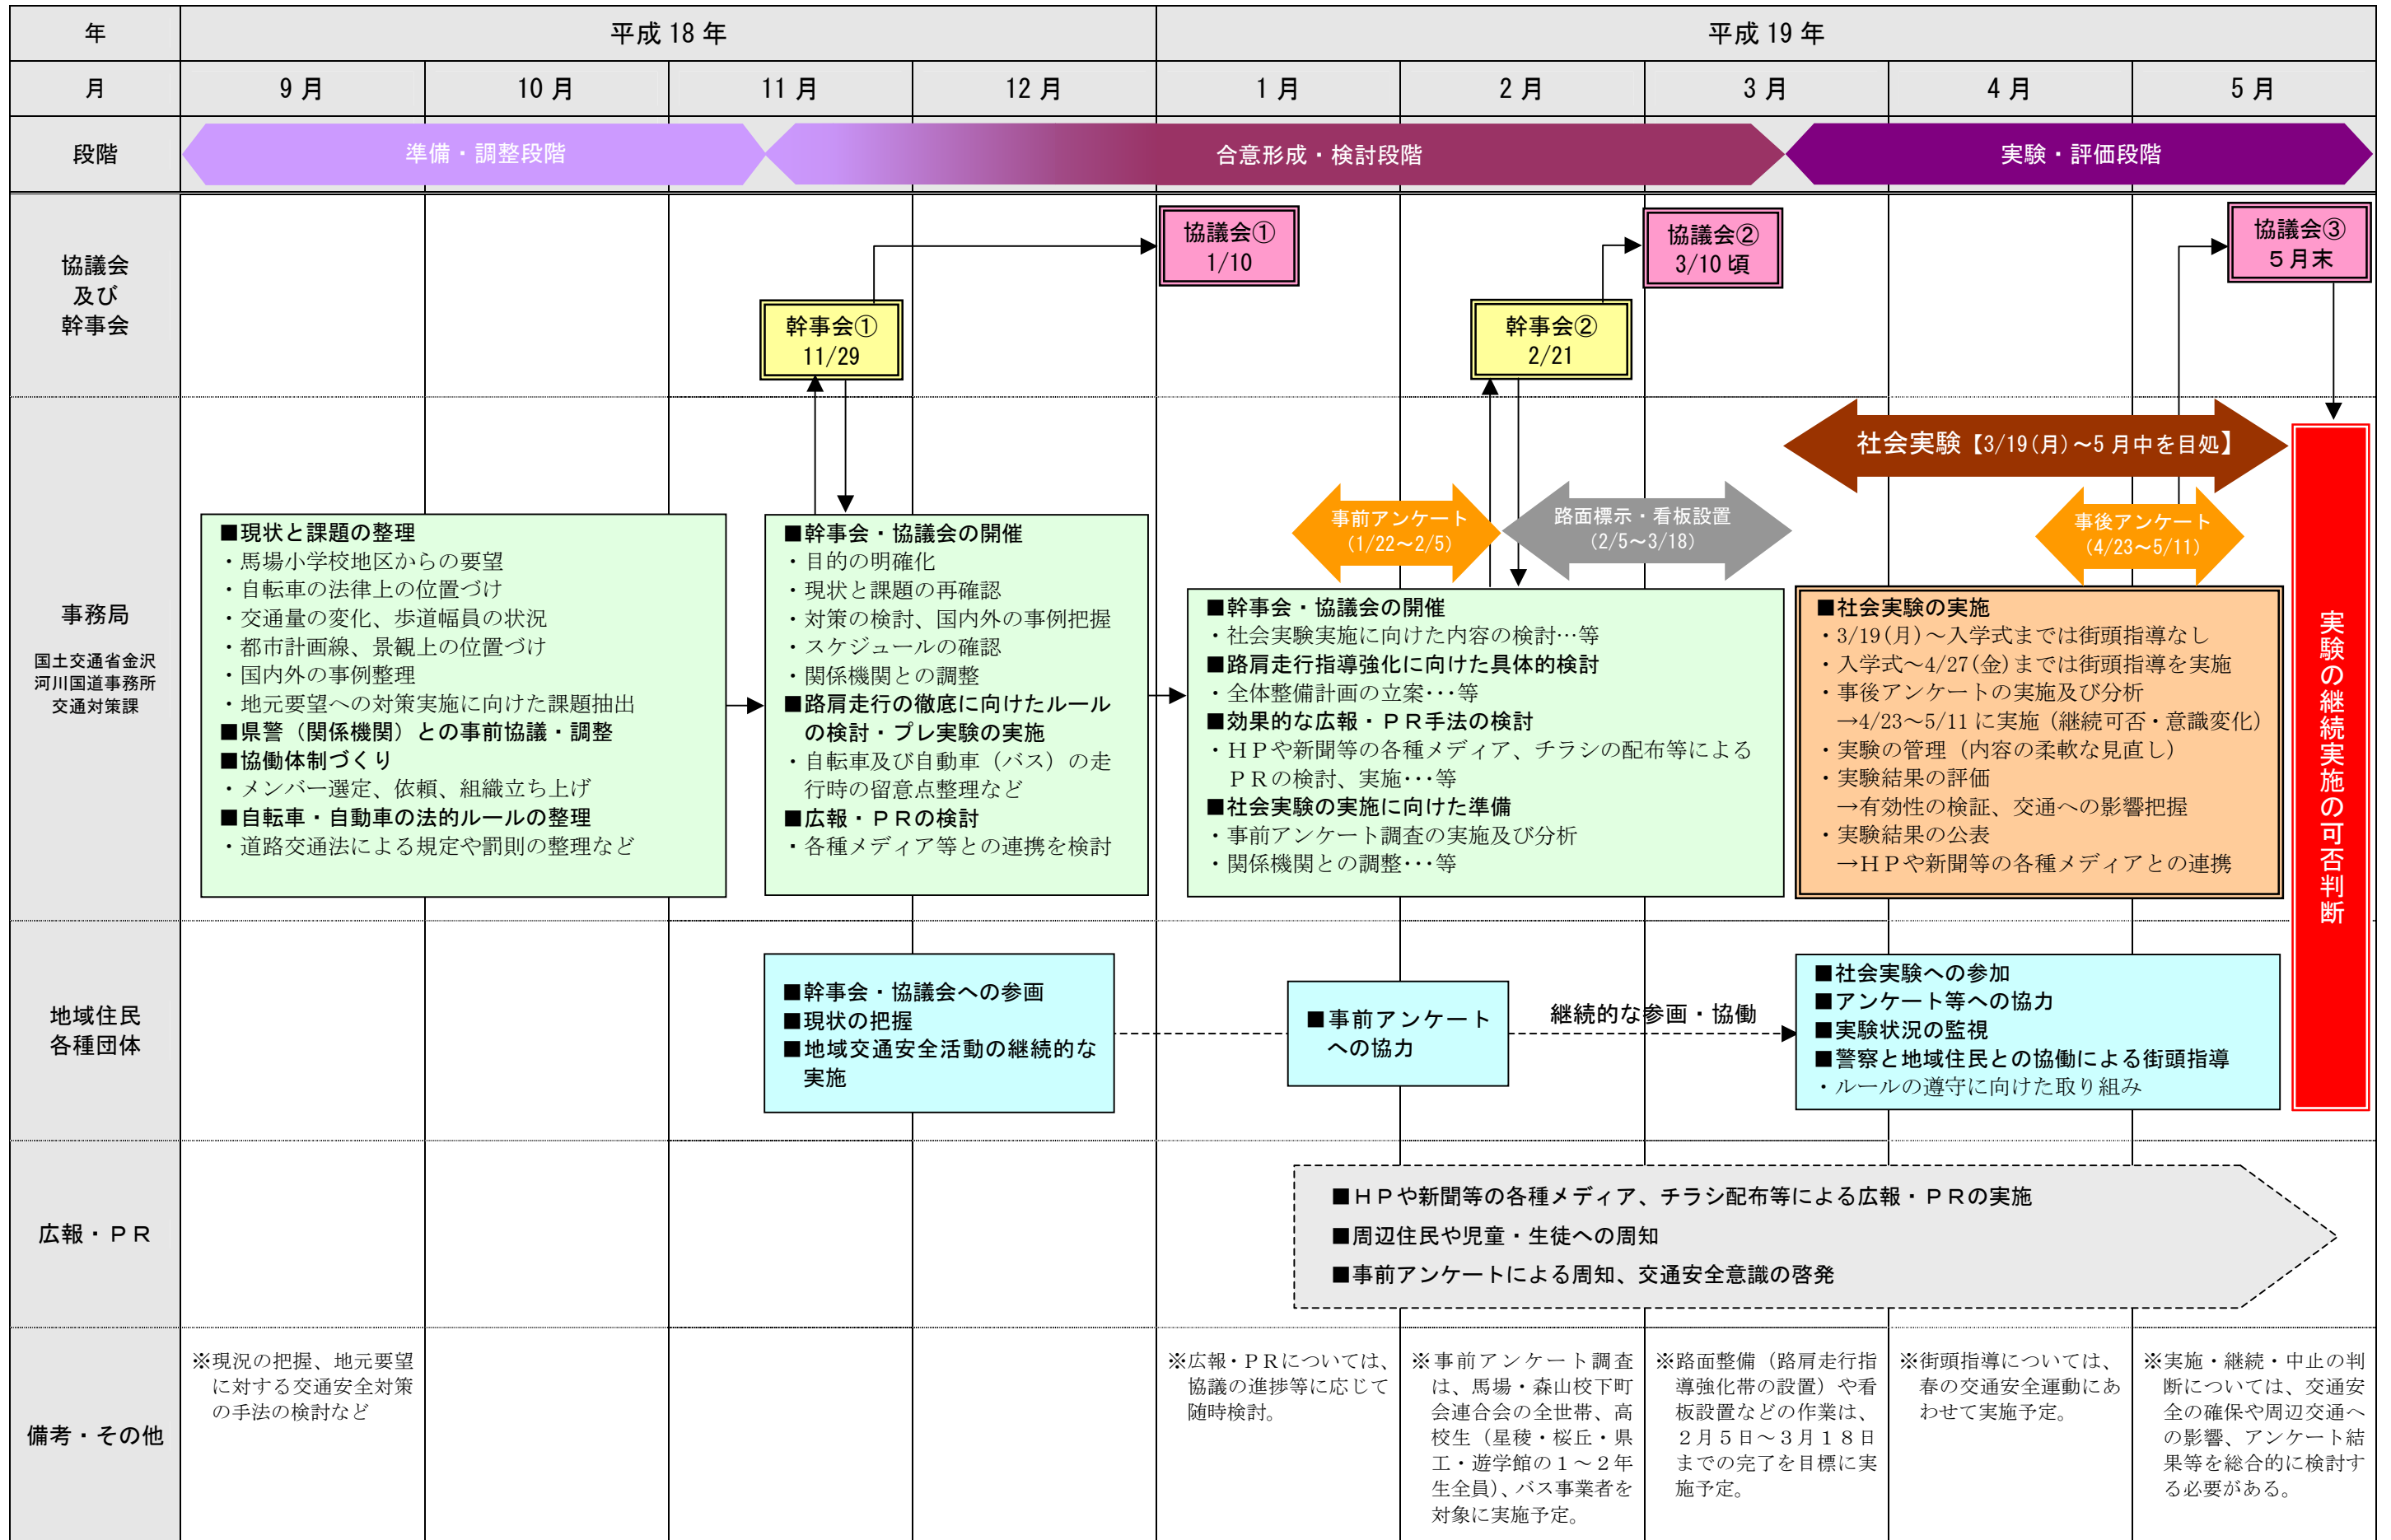 年
平成 18 年
平成 19 年
月
9 月
10 月
11 月
12 月
1 月
2 月
3 月
4 月
5 月
段階
準備・調整段階
合意形成・検討段階
実験・評価段階
協議会
及び
幹事会
幹事会①
11/29
協議会①
1/10
幹事会②
2/21
協議会②
3/10 頃
協議会③
５月末
事務局
国土交通省金沢
河川国道事務所
交通対策課
■現状と課題の整理
・馬場小学校地区からの要望
・自転車の法律上の位置づけ
・交通量の変化、歩道幅員の状況
・都市計画線、景観上の位置づけ
・国内外の事例整理
・地元要望への対策実施に向けた課題抽出
■県警（関係機関）との事前協議・調整
■協働体制づくり
・メンバー選定、依頼、組織立ち上げ
■自転車・自動車の法的ルールの整理
・道路交通法による規定や罰則の整理など
■幹事会・協議会の開催
・目的の明確化
・現状と課題の再確認
・対策の検討、国内外の事例把握
・スケジュールの確認
・関係機関との調整
■路肩走行の徹底に向けたルール
の検討・プレ実験の実施
・自転車及び自動車（バス）の走
行時の留意点整理など
■広報・ＰＲの検討
・各種メディア等との連携を検討
事前アンケート
（1/22～2/5）
路面標示・看板設置
（2/5～3/18）
■幹事会・協議会の開催
・社会実験実施に向けた内容の検討…等
■路肩走行指導強化に向けた具体的検討
・全体整備計画の立案･･･等
■効果的な広報・ＰＲ手法の検討
・ＨＰや新聞等の各種メディア、チラシの配布等による
ＰＲの検討、実施･･･等
■社会実験の実施に向けた準備
・事前アンケート調査の実施及び分析
・関係機関との調整･･･等
社会実験【3/19(月)～5 月中を目処】
事後アンケート
（4/23～5/11）
■社会実験の実施
・3/19(月)～入学式までは街頭指導なし
・入学式～4/27(金)までは街頭指導を実施
・事後アンケートの実施及び分析
→4/23～5/11 に実施（継続可否・意識変化）
・実験の管理（内容の柔軟な見直し）
・実験結果の評価
→有効性の検証、交通への影響把握
・実験結果の公表
→ＨＰや新聞等の各種メディアとの連携
実験の継続実施の可否判断
地域住民
各種団体
■幹事会・協議会への参画
■現状の把握
■地域交通安全活動の継続的な
実施
■事前アンケート
への協力
継続的な参画・協働
■社会実験への参加
■アンケート等への協力
■実験状況の監視
■警察と地域住民との協働による街頭指導
・ルールの遵守に向けた取り組み
広報・ＰＲ
■ＨＰや新聞等の各種メディア、チラシ配布等による広報・ＰＲの実施
■周辺住民や児童・生徒への周知
■事前アンケートによる周知、交通安全意識の啓発
備考・その他
※現況の把握、地元要望
に対する交通安全対策
の手法の検討など
※広報・ＰＲについては、
協議の進捗等に応じて
随時検討。
※事前アンケート調査
は、馬場・森山校下町
会連合会の全世帯、高
校生（星稜・桜丘・県
工・遊学館の１～２年
生全員)、バス事業者を
対象に実施予定。
※路面整備（路肩走行指
導強化帯の設置）や看
板設置などの作業は、
２月５日～３月１８日
までの完了を目標に実
施予定。
※街頭指導については、
春の交通安全運動にあ
わせて実施予定。
※実施・継続・中止の判
断については、交通安
全の確保や周辺交通へ
の影響、アンケート結
果等を総合的に検討す
る必要がある。